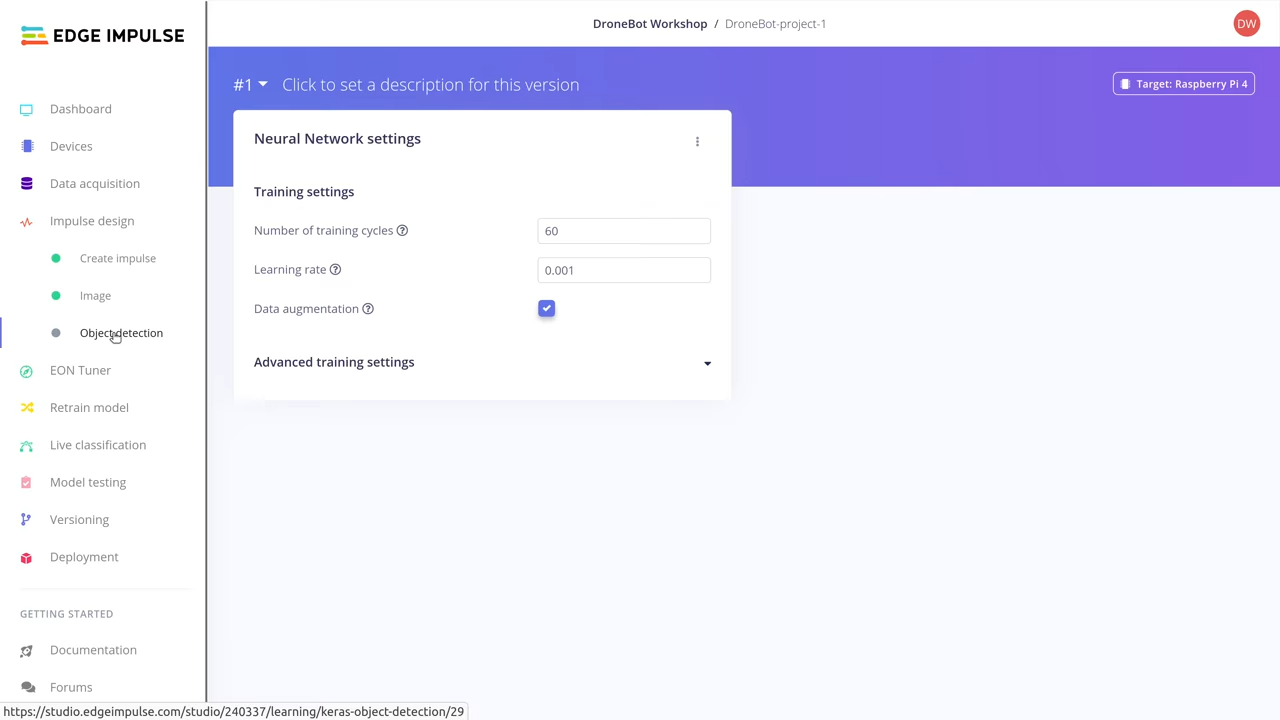 EDGE IMPULSE
DroneBot Workshop / DroneBot-project-1
DW
#1 Click to set a description for this version
Target: Raspberry Pi 4
Dashboard
Devices
Data acquisition
Impulse design
Create impulse
Image
Object detection
EON Tuner
Retrain model
Live classification
Model testing
Versioning
Deployment
GETTING STARTED
Documentation
Forums
Neural Network settings
Training settings
Number of training cycles ? 60
Learning rate ? 0.001
Data augmentation ?
Advanced training settings
https://studio.edgeimpulse.com/studio/240337/learning/keras-object-detection/29